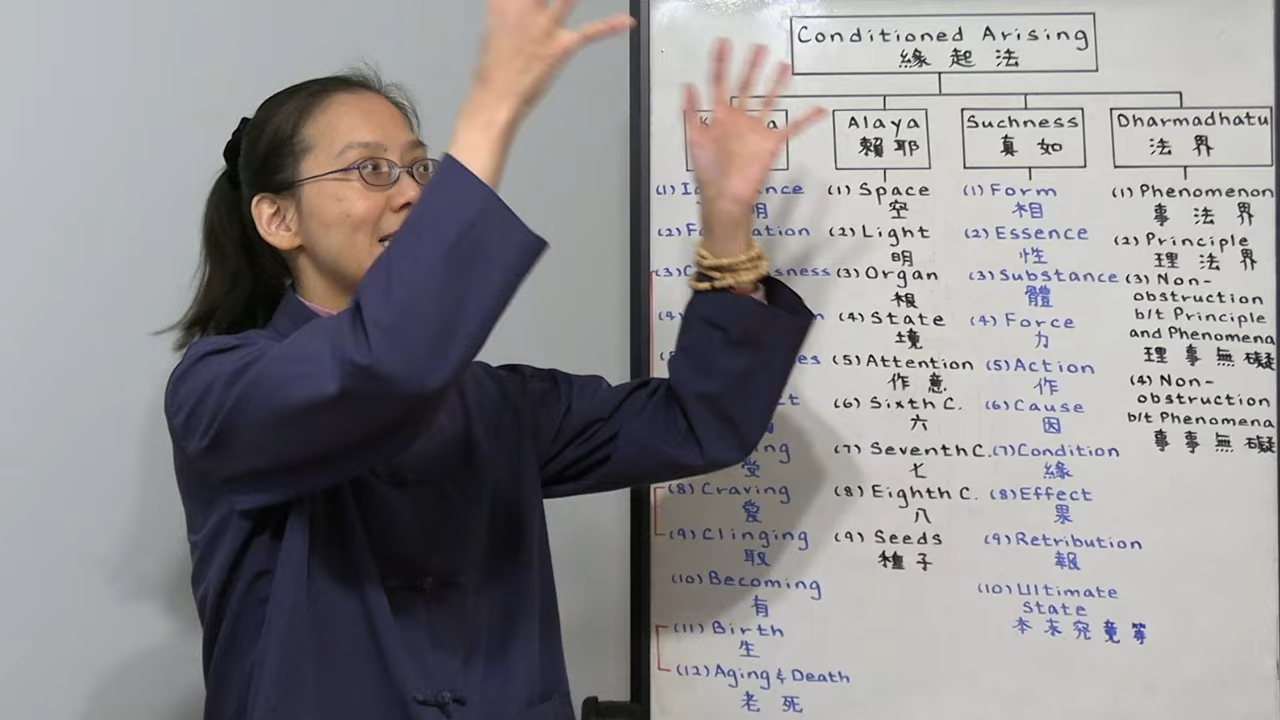 Conditioned Arising
緣起法
(1)
明
(2)
(3)
(4)
受
(8) Craving
愛
(9) Clinging
取
(10) Becoming
有
(11) Birth
生
(12) Aging & Death
老死
Alaya
賴耶
(1) Space
空
(2) Light
明
(3) Organ
根
(4) State
境
(5) Attention
作意
(6) Sixth C.
六
(7) Seventh C.
七
(8) Eighth C.
八
(9) Seeds
種子
Suchness
真如
(1) Form
相
(2) Essence
性
(3) Substance
體
(4) Force
力
(5) Action
作
(6) Cause
因
(7) Condition
緣
(8) Effect
果
(9) Retribution
報
(10) Ultimate
State
本末究竟等
Dharmadhatu
法界
(1) Phenomenon
事法界
(2) Principle
理法界
(3) Non-
obstruction
b/t Principle
and Phenomena
理事無礙
(4) Non-
obstruction
b/t Phenomena
事事無礙